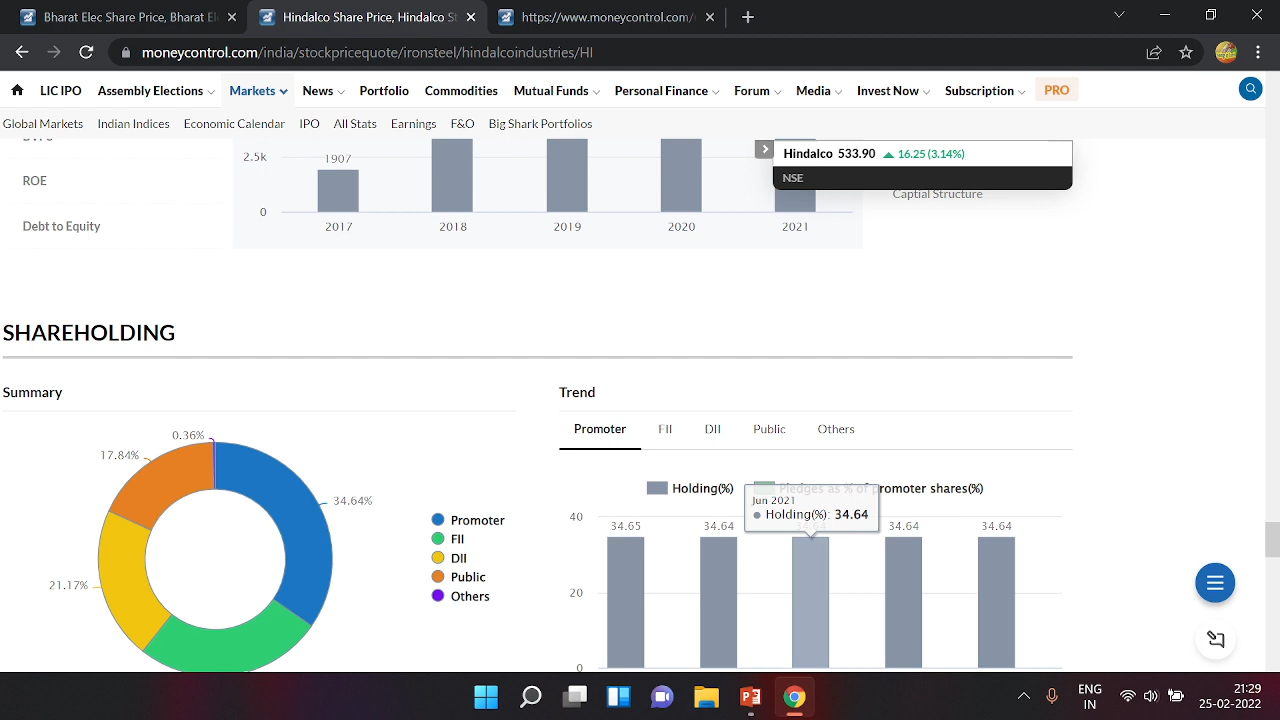 Bharat Elec Share Price, Bharat El
Hindalco Share Price, Hindalco St
https://www.moneycontrol.com/
moneycontrol.com/india/stockpricequote/ironsteel/hindalcoindustries/HI
LIC IPO Assembly Elections Markets News Portfolio Commodities Mutual Funds Personal Finance Forum Media Invest Now Subscription PRO
Global Markets Indian Indices Economic Calendar IPO All Stats Earnings F&O Big Shark Portfolios
Hindalco 533.90 16.25 (3.14%)
NSE
Captial Structure
ROE
Debt to Equity
2.5k
0
1907
2017 2018 2019 2020 2021
SHAREHOLDING
Summary
0.36%
17.84%
34.64%
21.17%
Promoter
FII
DII
Public
Others
Trend
Promoter FII DII Public Others
Holding(%) Pledges as % of promoter shares(%)
Jun 2021
Holding(%): 34.64
40
20
0
34.65 34.64 34.64 34.64 34.64
ENG
IN
21:29
25-02-2022